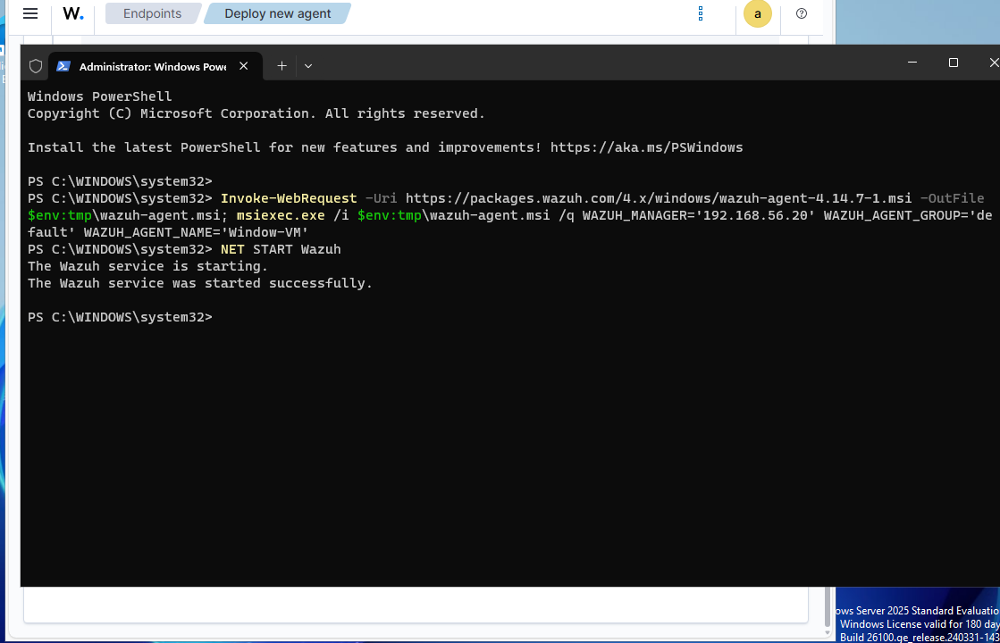 W.
Endpoints
Deploy new agent
a
Administrator: Windows Powe
Windows PowerShell
Copyright (C) Microsoft Corporation. All rights reserved.
Install the latest PowerShell for new features and improvements! https://aka.ms/PSWindows
PS C:\WINDOWS\system32>
PS C:\WINDOWS\system32> Invoke-WebRequest -Uri https://packages.wazuh.com/4.x/windows/wazuh-agent-4.14.7-1.msi -OutFile
$env:tmp\wazuh-agent.msi; msiexec.exe /i $env:tmp\wazuh-agent.msi /q WAZUH_MANAGER='192.168.56.20' WAZUH_AGENT_GROUP='de
fault' WAZUH_AGENT_NAME='Window-VM'
PS C:\WINDOWS\system32> NET START Wazuh
The Wazuh service is starting.
The Wazuh service was started successfully.
PS C:\WINDOWS\system32>
ows Server 2025 Standard Evaluatio
Windows License valid for 180 day
Build 26100.ge_release.240331-143